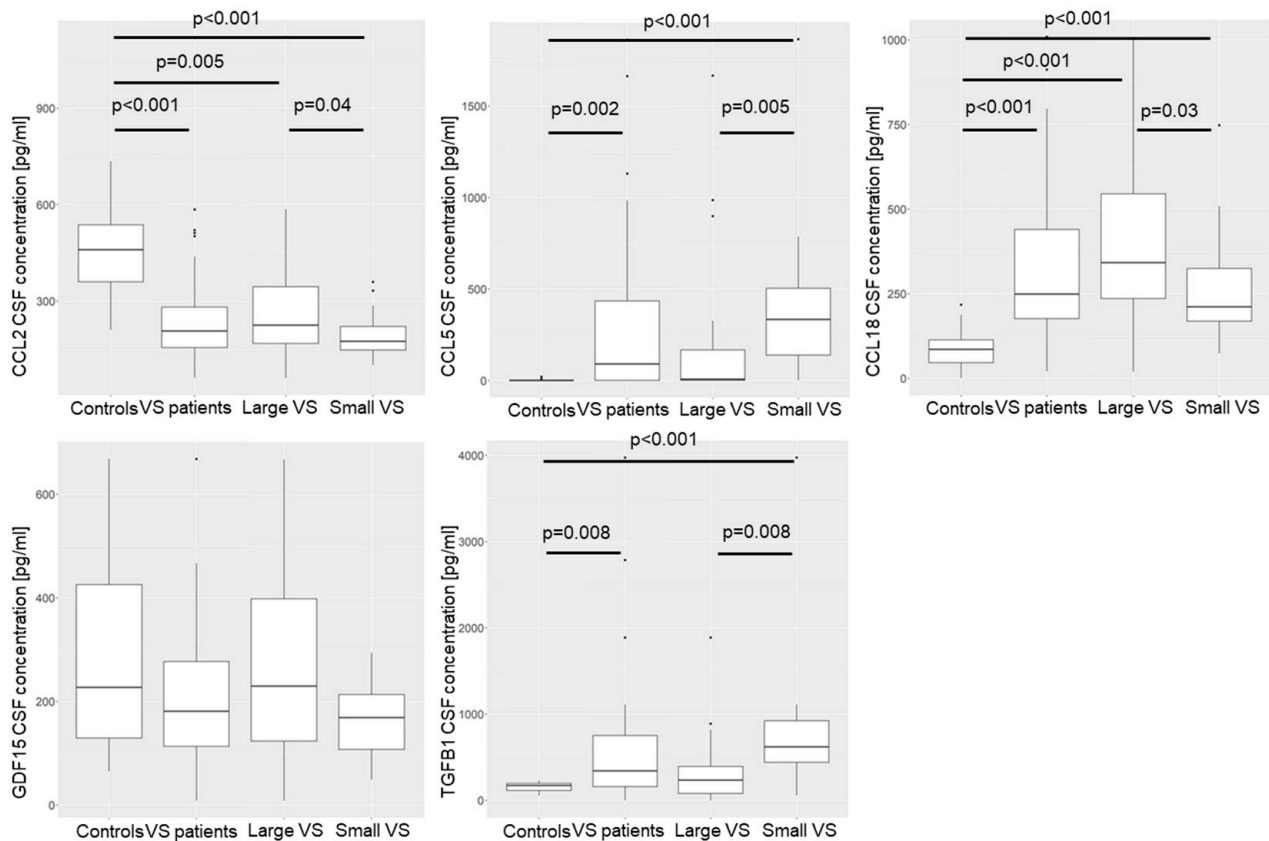 p<0.001
p=0.005
p<0.001
p=0.04
CCL2 CSF concentration [pg/ml]
900
600
300
Controls VS patients Large VS Small VS
p<0.001
p=0.002
p=0.005
CCL5 CSF concentration [pg/ml]
1500
1000
500
0
Controls VS patients Large VS Small VS
p<0.001
p<0.001
p<0.001
p=0.03
CCL18 CSF concentration [pg/ml]
1000
750
500
250
0
Controls VS patients Large VS Small VS
GDF15 CSF concentration [pg/ml]
600
400
200
0
Controls VS patients Large VS Small VS
p<0.001
p=0.008
p=0.008
TGFB1 CSF concentration [pg/ml]
4000
3000
2000
1000
0
Controls VS patients Large VS Small VS